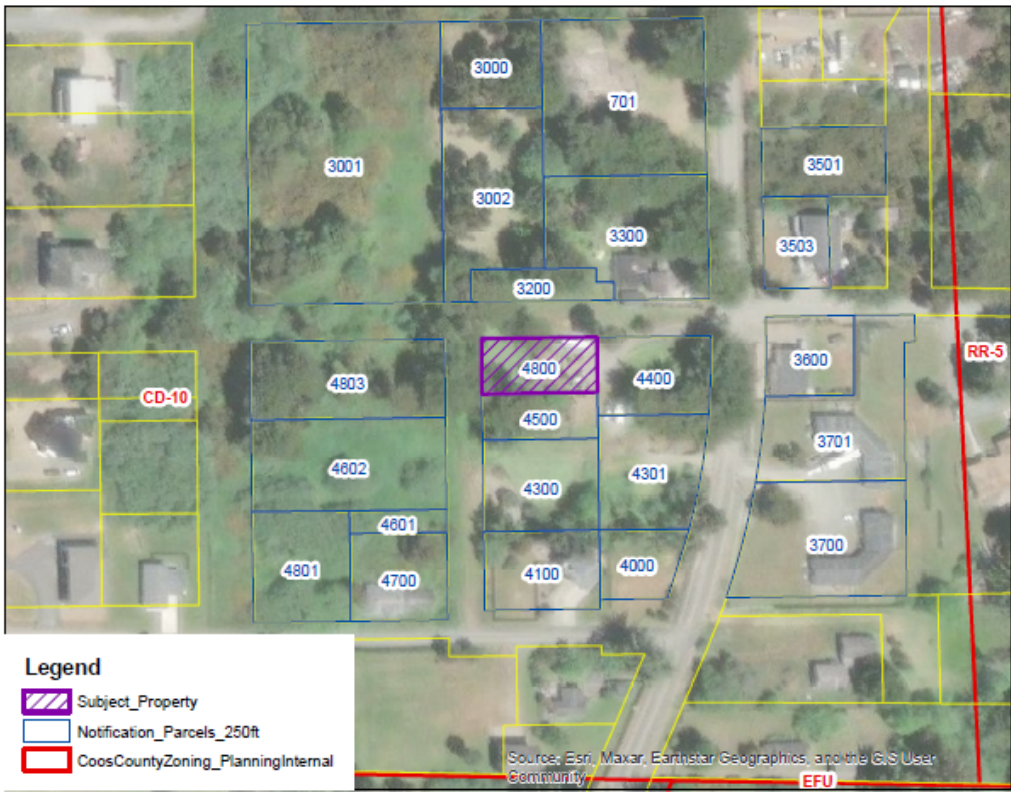 3000
701
3001
3501
3002
3300
3503
3200
3600
RR-5
4800
4400
4803
CD-10
4500
3701
4602
4301
4300
4601
3700
4801
4700
4100
4000
Legend
Subject_Property
Notification_Parcels_250ft
CoosCountyZoning_PlanningInternal
Source: Esri, Maxar, Earthstar Geographics, and the GIS User
Community
EFU